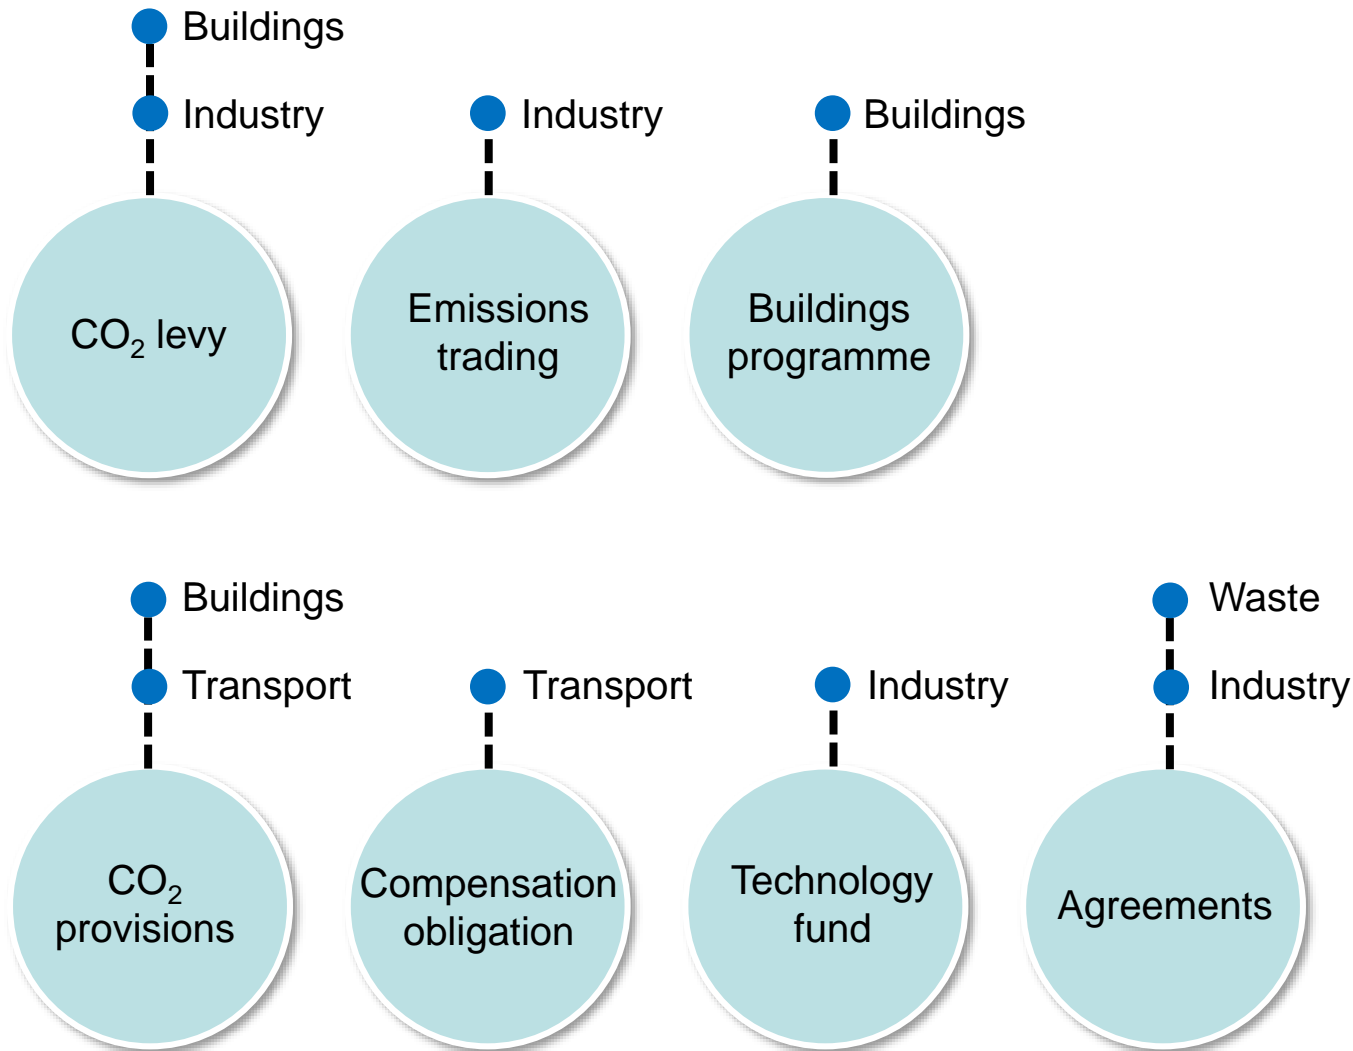 Buildings
Industry
Industry
Buildings
CO₂ levy
Emissions
trading
Buildings
programme
Buildings
Transport
Transport
Industry
Waste
Industry
CO₂
provisions
Compensation
obligation
Technology
fund
Agreements